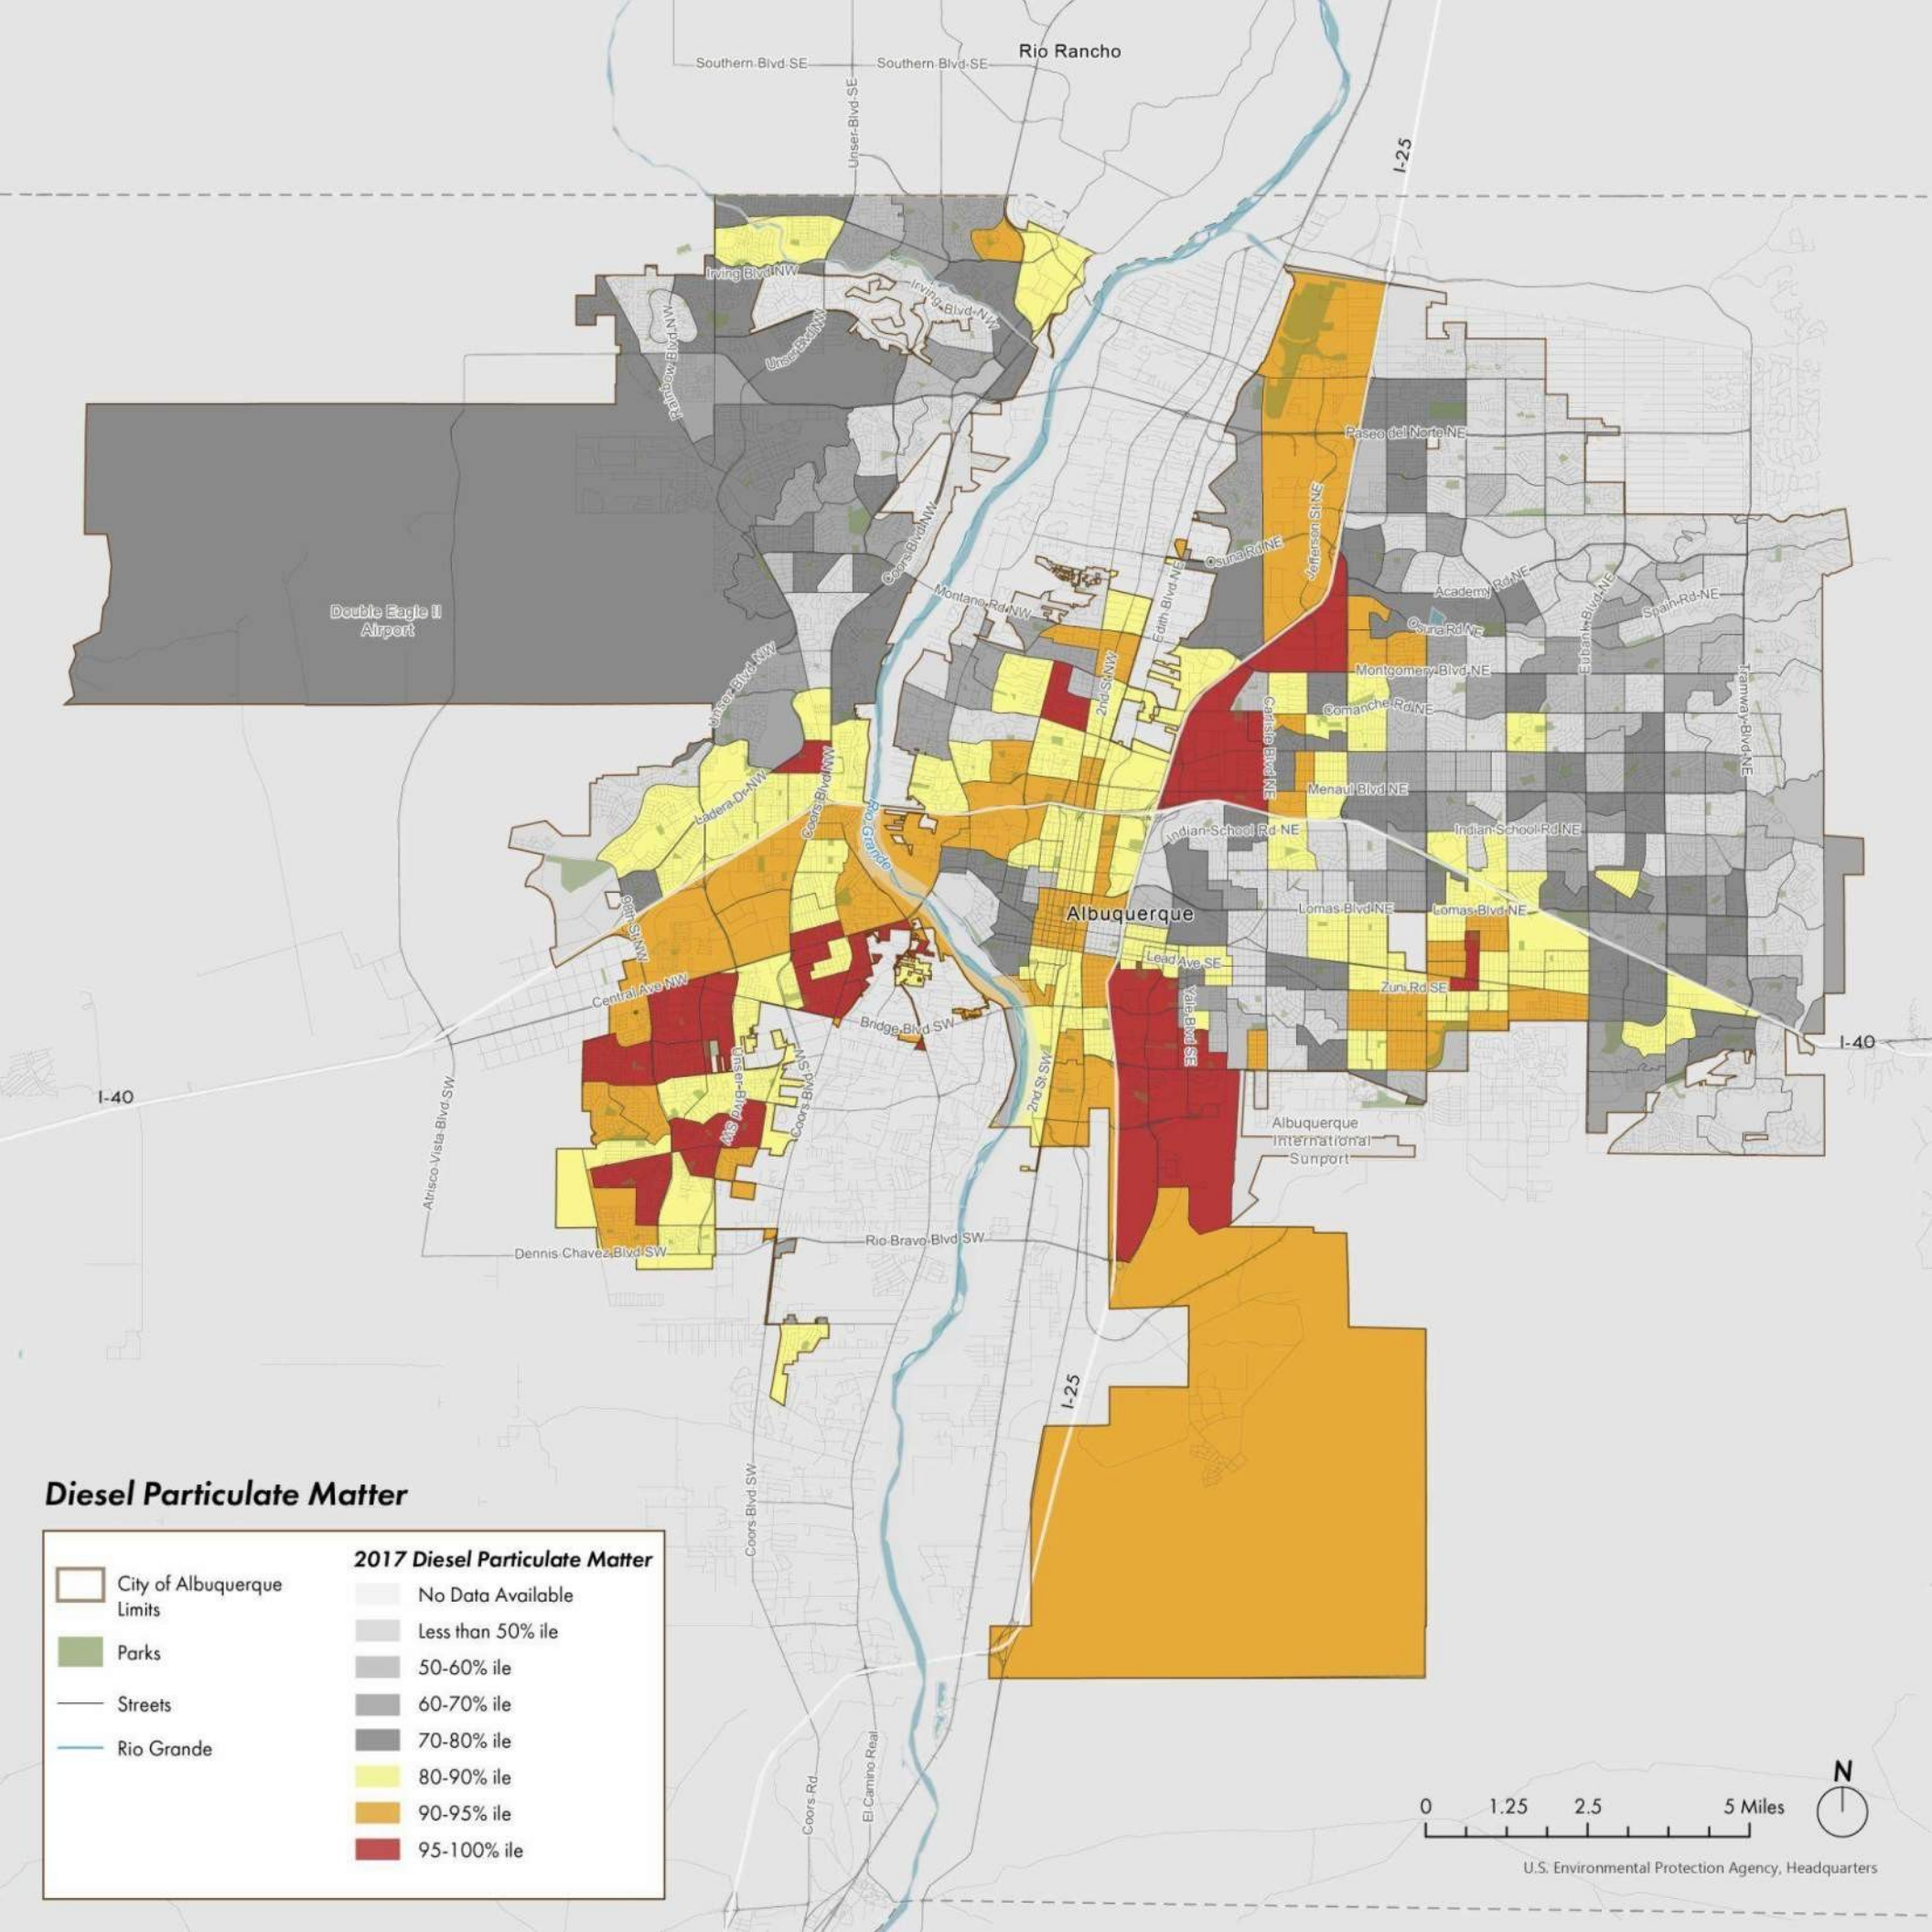 Rio Rancho
Southern Blvd SE
Southern Blvd SE
Unser Blvd SE
I-25
Irving Blvd NW
Irving Blvd NW
Rainbow Blvd NW
Unser Blvd NW
Paseo del Norte NE
Jefferson St NE
Coors Blvd NW
Osuna Rd NE
Academy Rd NE
Eubank Blvd NE
Spain Rd NE
Double Eagle II
Airport
Montano Rd NW
Edith Blvd NE
Osuna Rd NE
Unser Blvd NW
2nd St NW
Montgomery Blvd NE
Tramway Blvd NE
Carlisle Blvd NE
Comanche Rd NE
Ladera Dr NW
Coors Blvd NW
Menaul Blvd NE
Rio Grande
Indian School Rd NE
Indian School Rd NE
98th St NW
Albuquerque
Lomas Blvd NE
Lomas Blvd NE
Lead Ave SE
Central Ave NW
Zuni Rd SE
Yale Blvd SE
Bridge Blvd SW
I-40
I-40
Unser Blvd SW
Coors Blvd SW
2nd St SW
Atrisco Vista Blvd SW
Albuquerque
International
Sunport
Rio Bravo Blvd SW
Dennis Chavez Blvd SW
I-25
Coors Blvd SW
Coors Rd
El Camino Real
Diesel Particulate Matter
City of Albuquerque
Limits
Parks
Streets
Rio Grande
2017 Diesel Particulate Matter
No Data Available
Less than 50% ile
50-60% ile
60-70% ile
70-80% ile
80-90% ile
90-95% ile
95-100% ile
N
0 1.25 2.5 5 Miles
U.S. Environmental Protection Agency, Headquarters